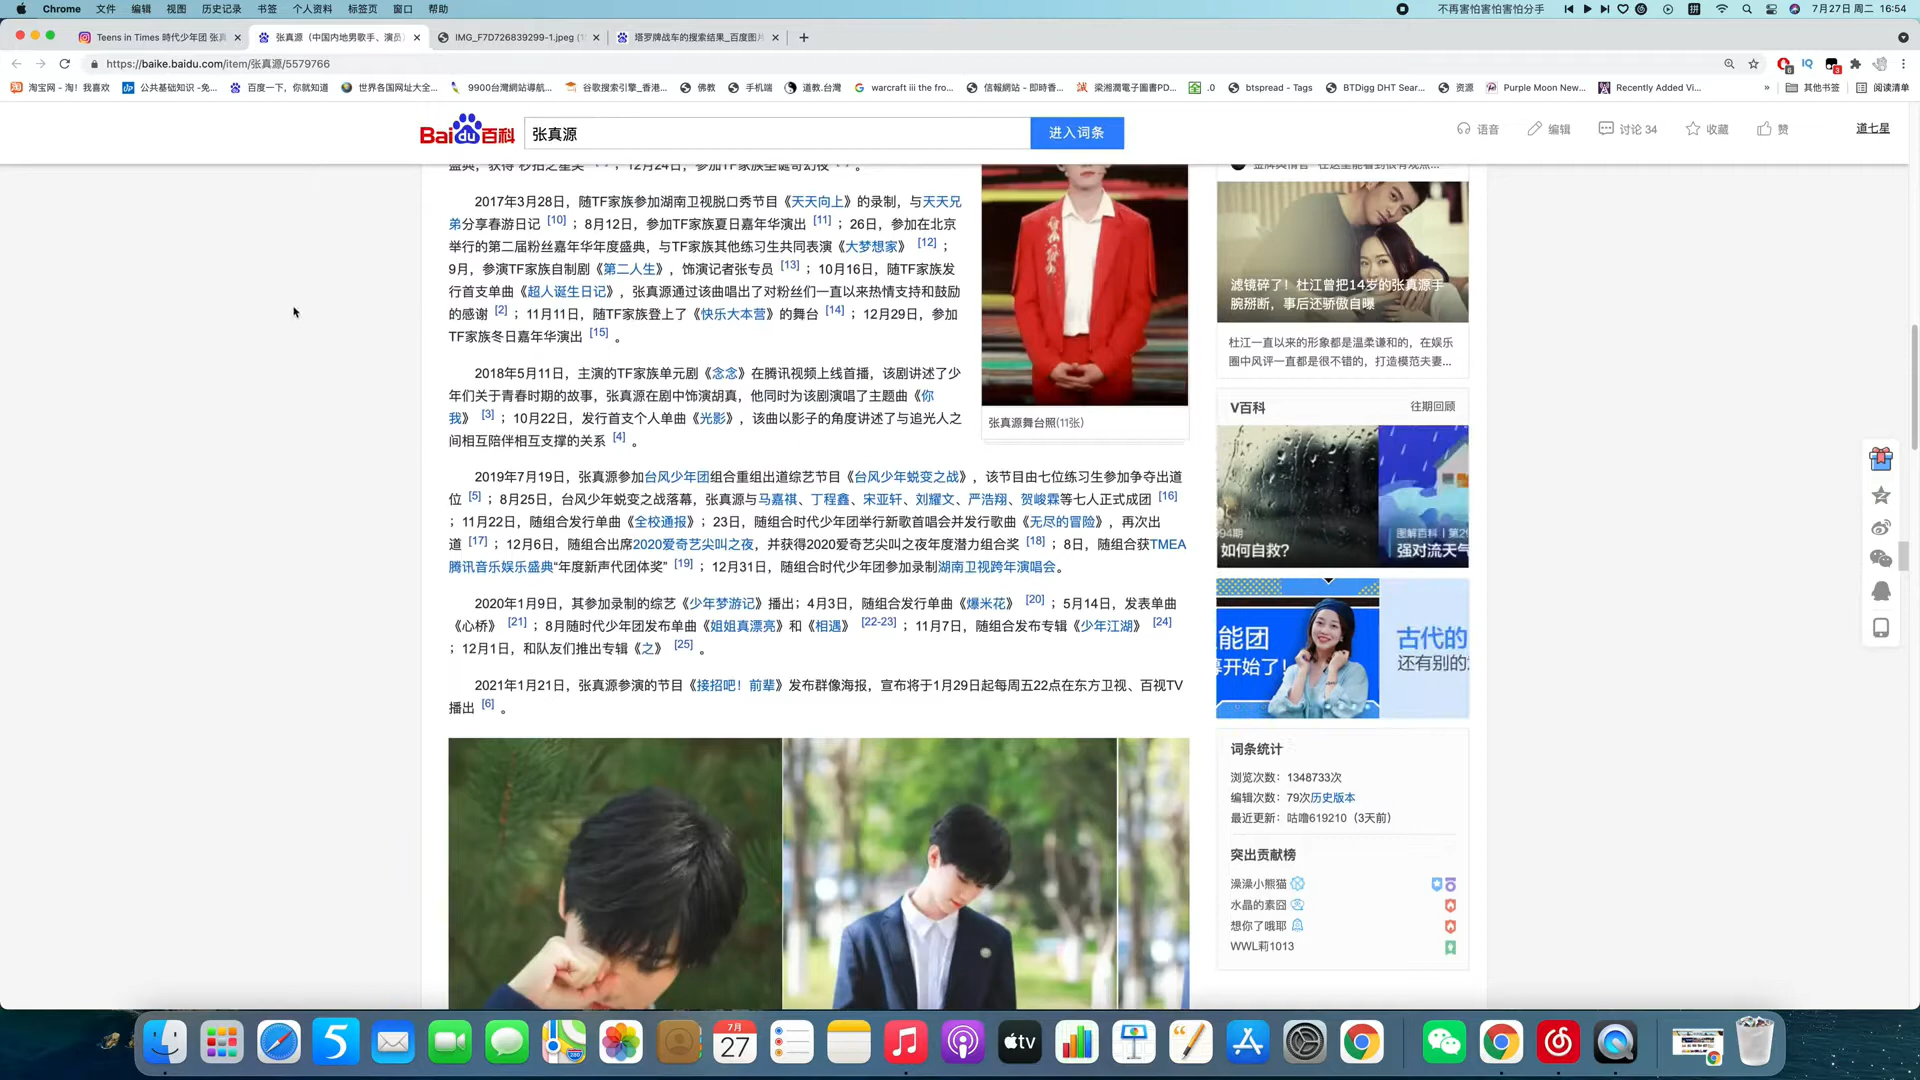 Chrome 文件 编辑 视图 历史记录 书签 个人资料 标签页 窗口 帮助 不再害怕害怕害怕分手 7月27日 周二 16:54
Teens in Times 時代少年团 张真 张真源（中国内地男歌手、演员 IMG_F7D726839299-1.jpeg (1 塔罗牌战车的搜索结果_百度图片
https://baike.baidu.com/item/张真源/5579766
淘宝网 - 淘！我喜欢 公共基础知识 -免... 百度一下，你就知道 世界各国网址大全... 9900台灣網站導航... 谷歌搜索引擎_香港... 佛教 手机端 道教.台灣 warcraft iii the fro... 信報網站 - 即時香... 梁湘潤電子圖書PD... .0 btspread - Tags BTDigg DHT Sear... 资源 Purple Moon New... Recently Added Vi... » 其他书签 阅读清单
Baidu百科 张真源 进入词条 语音 编辑 讨论 34 收藏 赞 道七星
2017年3月28日，随TF家族参加湖南卫视脱口秀节目《天天向上》的录制，与天天兄
弟分享春游日记 [10] ；8月12日，参加TF家族夏日嘉年华演出 [11] ；26日，参加在北京
举行的第二届粉丝嘉年华年度盛典，与TF家族其他练习生共同表演《大梦想家》 [12] ；
9月，参演TF家族自制剧《第二人生》，饰演记者张专员 [13] ；10月16日，随TF家族发
行首支单曲《超人诞生日记》，张真源通过该曲唱出了对粉丝们一直以来热情支持和鼓励
的感谢 [2] ；11月11日，随TF家族登上了《快乐大本营》的舞台 [14] ；12月29日，参加
TF家族冬日嘉年华演出 [15] 。
2018年5月11日，主演的TF家族单元剧《念念》在腾讯视频上线首播，该剧讲述了少
年们关于青春时期的故事，张真源在剧中饰演胡真，他同时为该剧演唱了主题曲《你
我》 [3] ；10月22日，发行首支个人单曲《光影》，该曲以影子的角度讲述了与追光人之
间相互陪伴相互支撑的关系 [4] 。
张真源舞台照(11张)
2019年7月19日，张真源参加台风少年团组合重组出道综艺节目《台风少年蜕变之战》，该节目由七位练习生参加争夺出道
位 [5] ；8月25日，台风少年蜕变之战落幕，张真源与马嘉祺、丁程鑫、宋亚轩、刘耀文、严浩翔、贺峻霖等七人正式成团 [16]
；11月22日，随组合发行单曲《全校通报》；23日，随组合时代少年团举行新歌首唱会并发行歌曲《无尽的冒险》，再次出
道 [17] ；12月6日，随组合出席2020爱奇艺尖叫之夜，并获得2020爱奇艺尖叫之夜年度潜力组合奖 [18] ；8日，随组合获TMEA
腾讯音乐娱乐盛典“年度新声代团体奖” [19] ；12月31日，随组合时代少年团参加录制湖南卫视跨年演唱会。
2020年1月9日，其参加录制的综艺《少年梦游记》播出；4月3日，随组合发行单曲《爆米花》 [20] ；5月14日，发表单曲
《心桥》 [21] ；8月随时代少年团发布单曲《姐姐真漂亮》和《相遇》 [22-23] ；11月7日，随组合发布专辑《少年江湖》 [24]
；12月1日，和队友们推出专辑《之》 [25] 。
2021年1月21日，张真源参演的节目《接招吧！前辈》发布群像海报，宣布将于1月29日起每周五22点在东方卫视、百视TV
播出 [6] 。
滤镜碎了！杜江曾把14岁的张真源手
腕掰断，事后还骄傲自曝
杜江一直以来的形象都是温柔谦和的，在娱乐
圈中风评一直都是很不错的，打造模范夫妻...
V百科 往期回顾
94期
如何自救？
图解百科 | 第29
强对流天气
能团
幕开始了!
古代的
还有别的
词条统计
浏览次数：1348733次
编辑次数：79次历史版本
最近更新：咕噜619210（3天前）
突出贡献榜
澡澡小熊猫
水晶的素囧
想你了哦耶
WWL莉1013
7月
27
tv